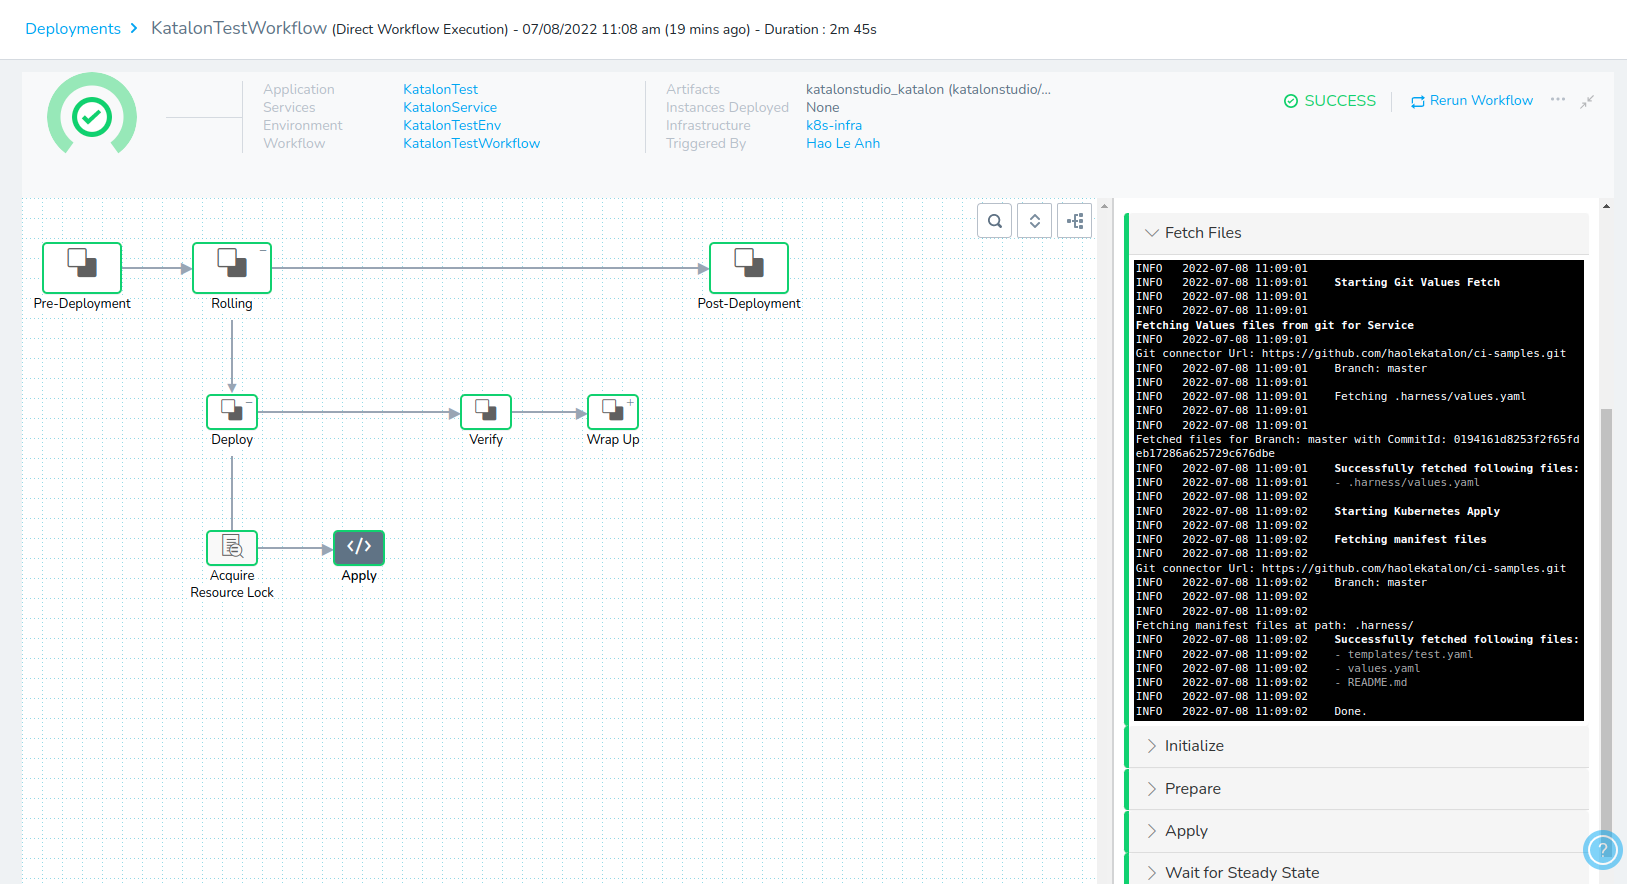 Deployments > KatalonTestWorkflow (Direct Workflow Execution) - 07/08/2022 11:08 am (19 mins ago) - Duration : 2m 45s
Application KatalonTest
Services KatalonService
Environment KatalonTestEnv
Workflow KatalonTestWorkflow
Artifacts katalonstudio_katalon (katalonstudio/...
Instances Deployed None
Infrastructure k8s-infra
Triggered By Hao Le Anh
SUCCESS
Rerun Workflow
Pre-Deployment
Rolling
Post-Deployment
Deploy
Verify
Wrap Up
Acquire
Resource Lock
</>
Apply
Fetch Files
INFO 2022-07-08 11:09:01
INFO 2022-07-08 11:09:01 Starting Git Values Fetch
INFO 2022-07-08 11:09:01
INFO 2022-07-08 11:09:01
Fetching Values files from git for Service
INFO 2022-07-08 11:09:01
Git connector Url: https://github.com/haolekatalon/ci-samples.git
INFO 2022-07-08 11:09:01 Branch: master
INFO 2022-07-08 11:09:01
INFO 2022-07-08 11:09:01 Fetching .harness/values.yaml
INFO 2022-07-08 11:09:01
INFO 2022-07-08 11:09:01
Fetched files for Branch: master with CommitId: 0194161d8253f2f65fd
eb17286a625729c676dbe
INFO 2022-07-08 11:09:01 Successfully fetched following files:
INFO 2022-07-08 11:09:01 - .harness/values.yaml
INFO 2022-07-08 11:09:02
INFO 2022-07-08 11:09:02 Starting Kubernetes Apply
INFO 2022-07-08 11:09:02
INFO 2022-07-08 11:09:02 Fetching manifest files
INFO 2022-07-08 11:09:02
Git connector Url: https://github.com/haolekatalon/ci-samples.git
INFO 2022-07-08 11:09:02 Branch: master
INFO 2022-07-08 11:09:02
INFO 2022-07-08 11:09:02
Fetching manifest files at path: .harness/
INFO 2022-07-08 11:09:02 Successfully fetched following files:
INFO 2022-07-08 11:09:02 - templates/test.yaml
INFO 2022-07-08 11:09:02 - values.yaml
INFO 2022-07-08 11:09:02 - README.md
INFO 2022-07-08 11:09:02
INFO 2022-07-08 11:09:02 Done.
Initialize
Prepare
Apply
Wait for Steady State
?